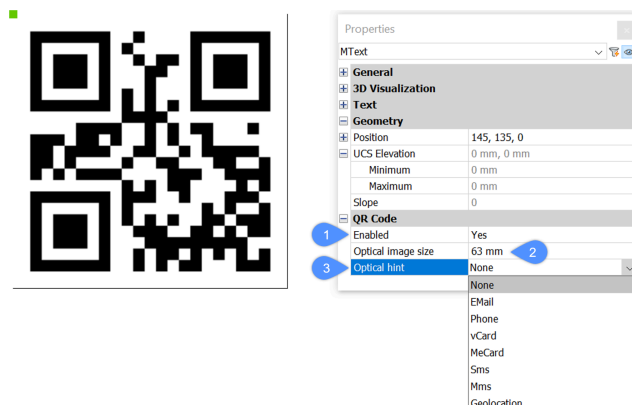 Properties
MText
General
3D Visualization
Text
Geometry
Position 145, 135, 0
UCS Elevation 0 mm, 0 mm
Minimum 0 mm
Maximum 0 mm
Slope 0
QR Code
1 Enabled Yes
Optical image size 63 mm 2
3 Optical hint None
None
EMail
Phone
vCard
MeCard
Sms
Mms
Geolocation